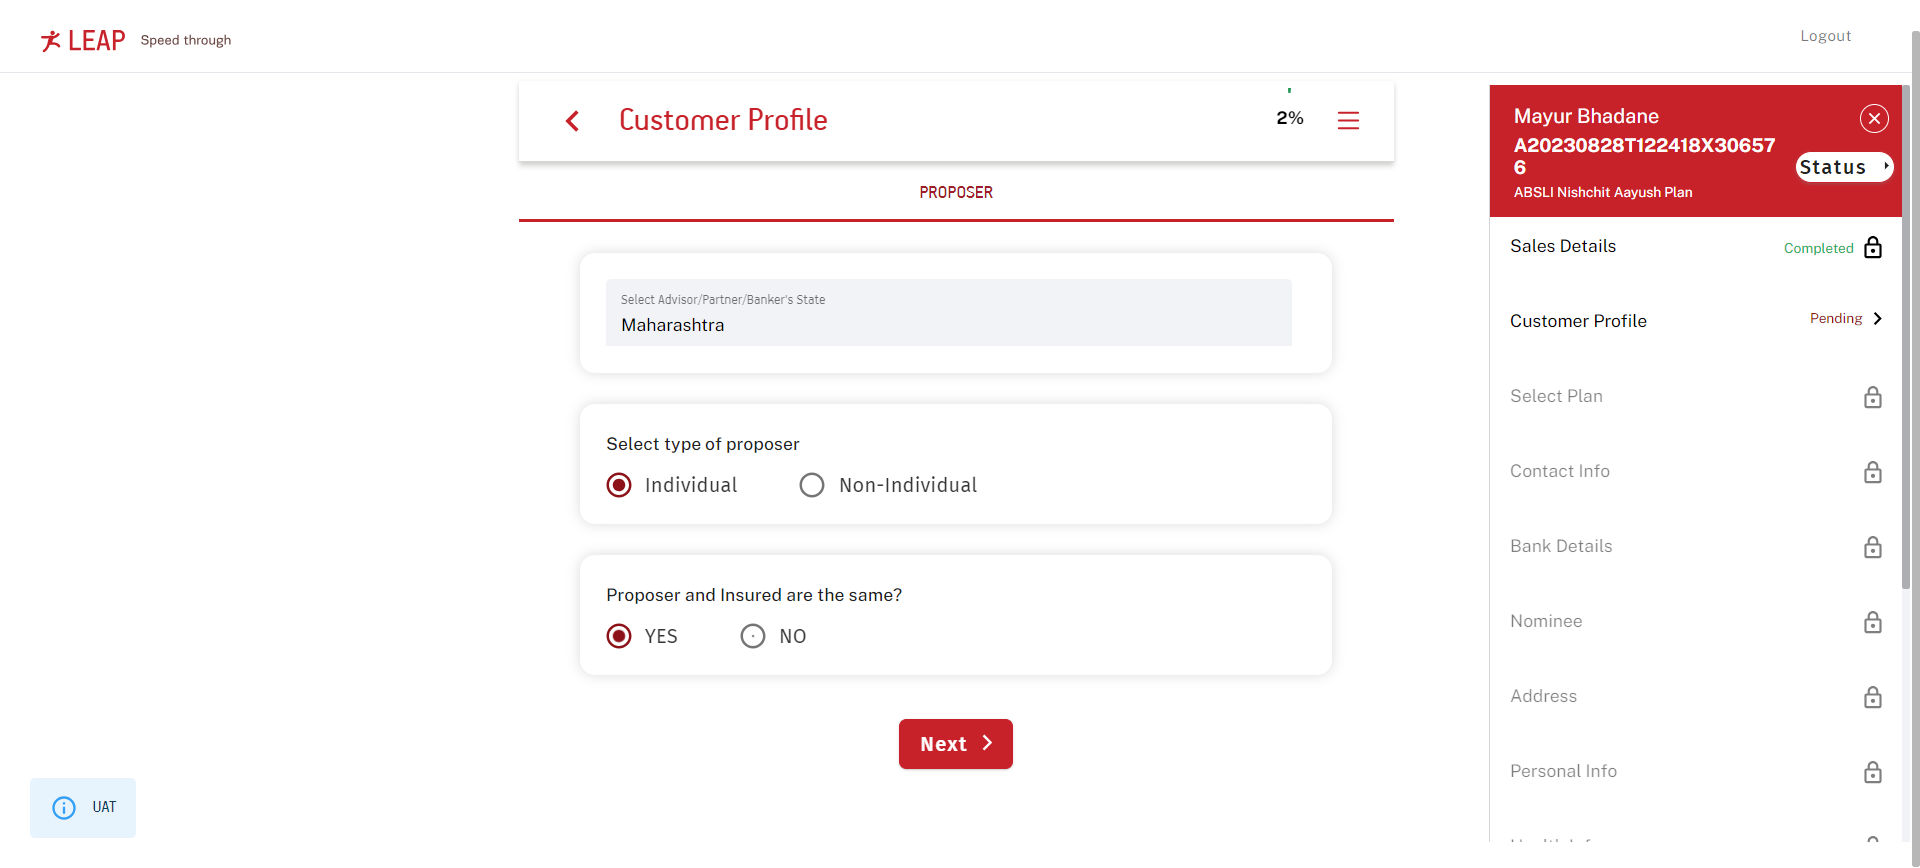 LEAP Speed through
Logout
Customer Profile
2%
PROPOSER
Select Advisor/Partner/Banker's State
Maharashtra
Select type of proposer
Individual Non-Individual
Proposer and Insured are the same?
YES NO
Next
UAT
Mayur Bhadane
A20230828T122418X30657
6
Status
ABSLI Nishchit Aayush Plan
Sales Details Completed
Customer Profile Pending
Select Plan
Contact Info
Bank Details
Nominee
Address
Personal Info